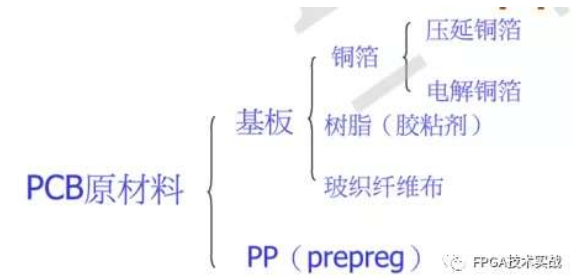 压延铜箔
铜箔
电解铜箔
基板
树脂（胶粘剂）
PCB原材料
玻织纤维布
PP（prepreg）
FPGA技术实战